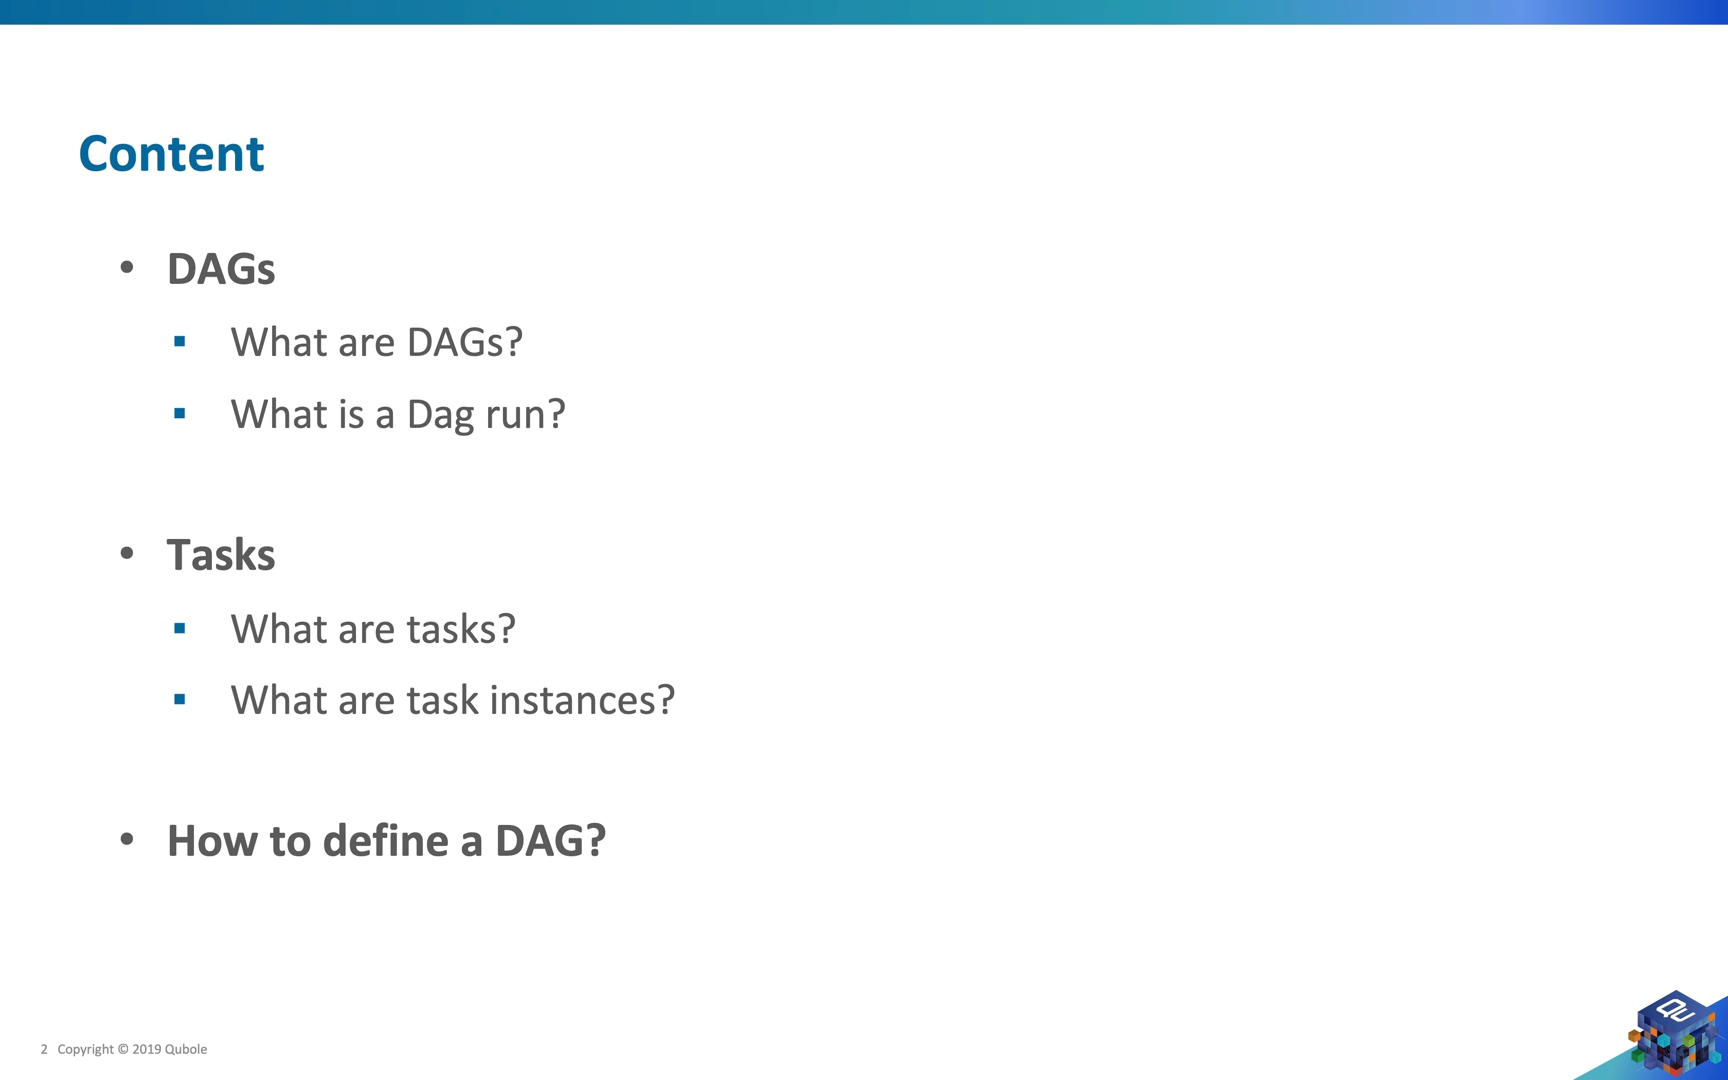 Content
• DAGs
▪ What are DAGs?
▪ What is a Dag run?
• Tasks
▪ What are tasks?
▪ What are task instances?
• How to define a DAG?
2 Copyright © 2019 Qubole
QU